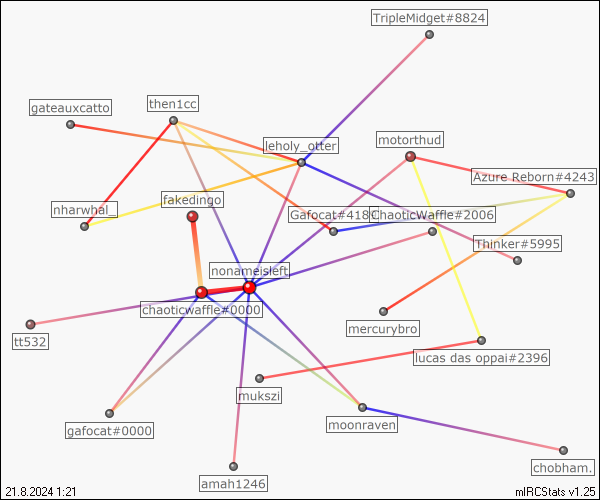 TripleMidget#8824
gateauxcatto
then1cc
leholy_otter
motorthud
Azure Reborn#4243
nharwhal_
fakedingo
Gafocat#4180
ChaoticWaffle#2006
Thinker#5995
nonameisleft
chaoticwaffle#0000
mercurybro
tt532
lucas das oppai#2396
mukszi
gafocat#0000
moonraven
amah1246
chobham.
21.8.2024 1:21
mIRCStats v1.25